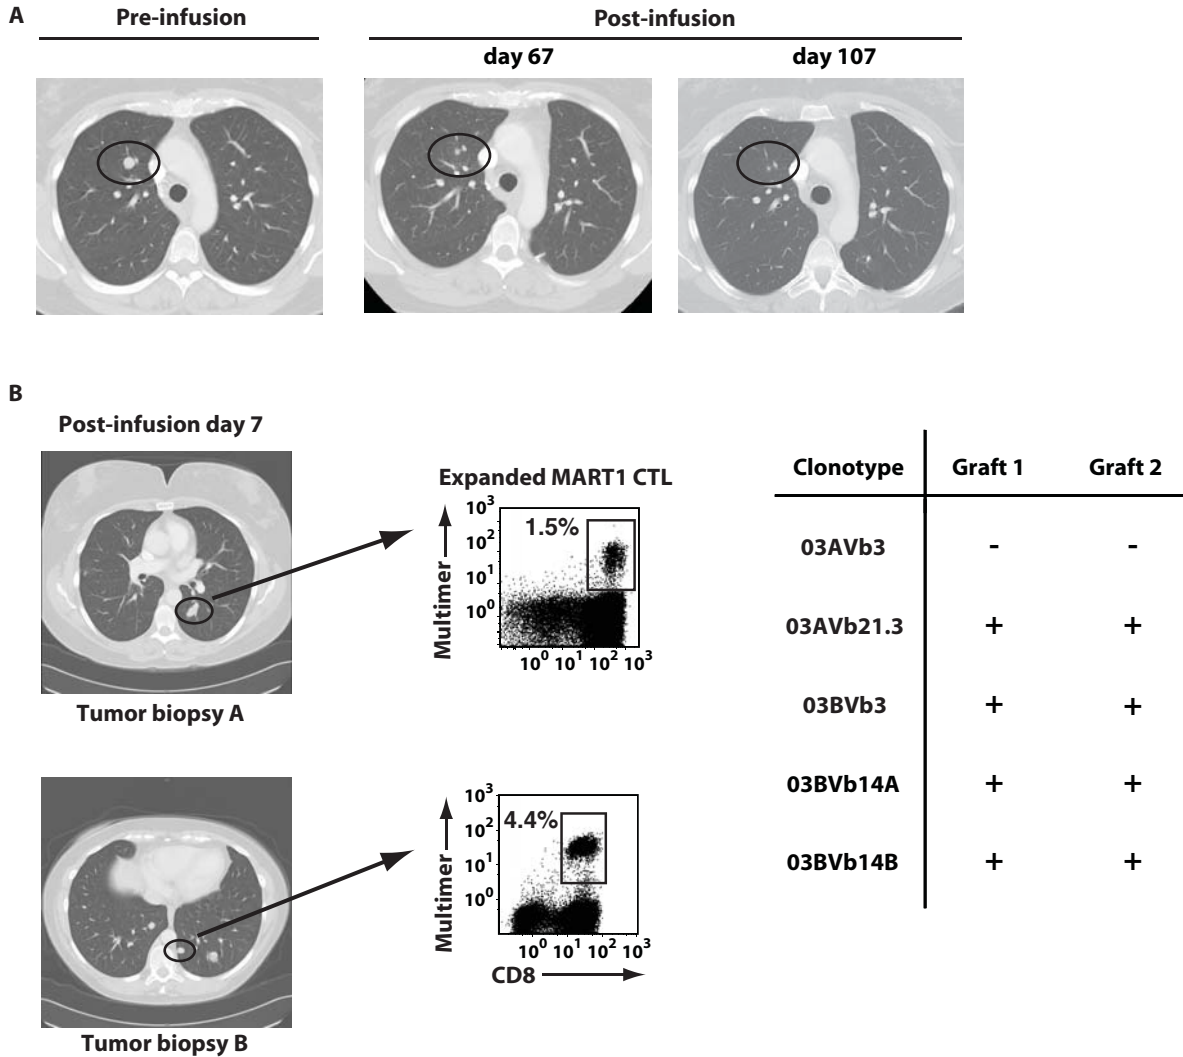 A
Pre-infusion
Post-infusion
day 67
day 107
B
Post-infusion day 7
Tumor biopsy A
Expanded MART1 CTL
10³
10²
10¹
10⁰
1.5%
Multimer
10⁰ 10¹ 10² 10³
Tumor biopsy B
10³
10²
10¹
10⁰
4.4%
Multimer
10⁰ 10¹ 10² 10³
CD8
Clonotype Graft 1 Graft 2
03AVb3 - -
03AVb21.3 + +
03BVb3 + +
03BVb14A + +
03BVb14B + +